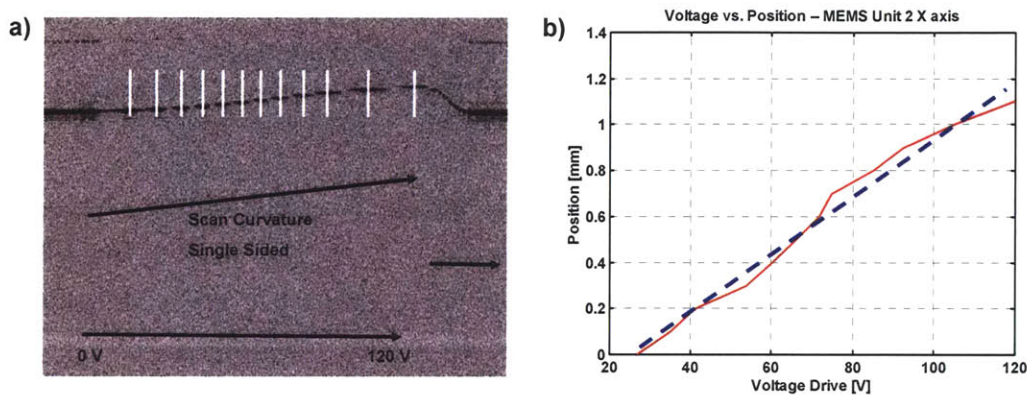 a)
Scan Curvature
Single Sided
0 V
120 V
b)
Voltage vs. Position – MEMS Unit 2 X axis
Position [mm]
1.4
1.2
1
0.8
0.6
0.4
0.2
0
20
40
60
80
100
120
Voltage Drive [V]